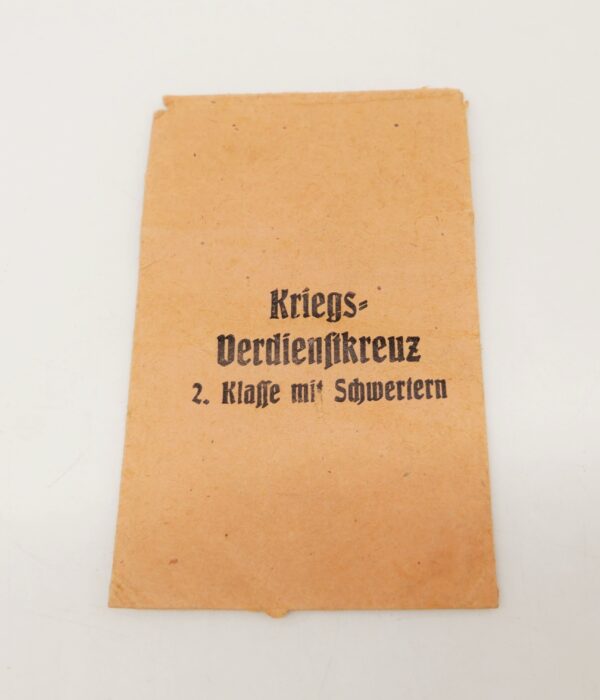 Kriegs=
Verdienstkreuz
2. Klasse mit Schwertern